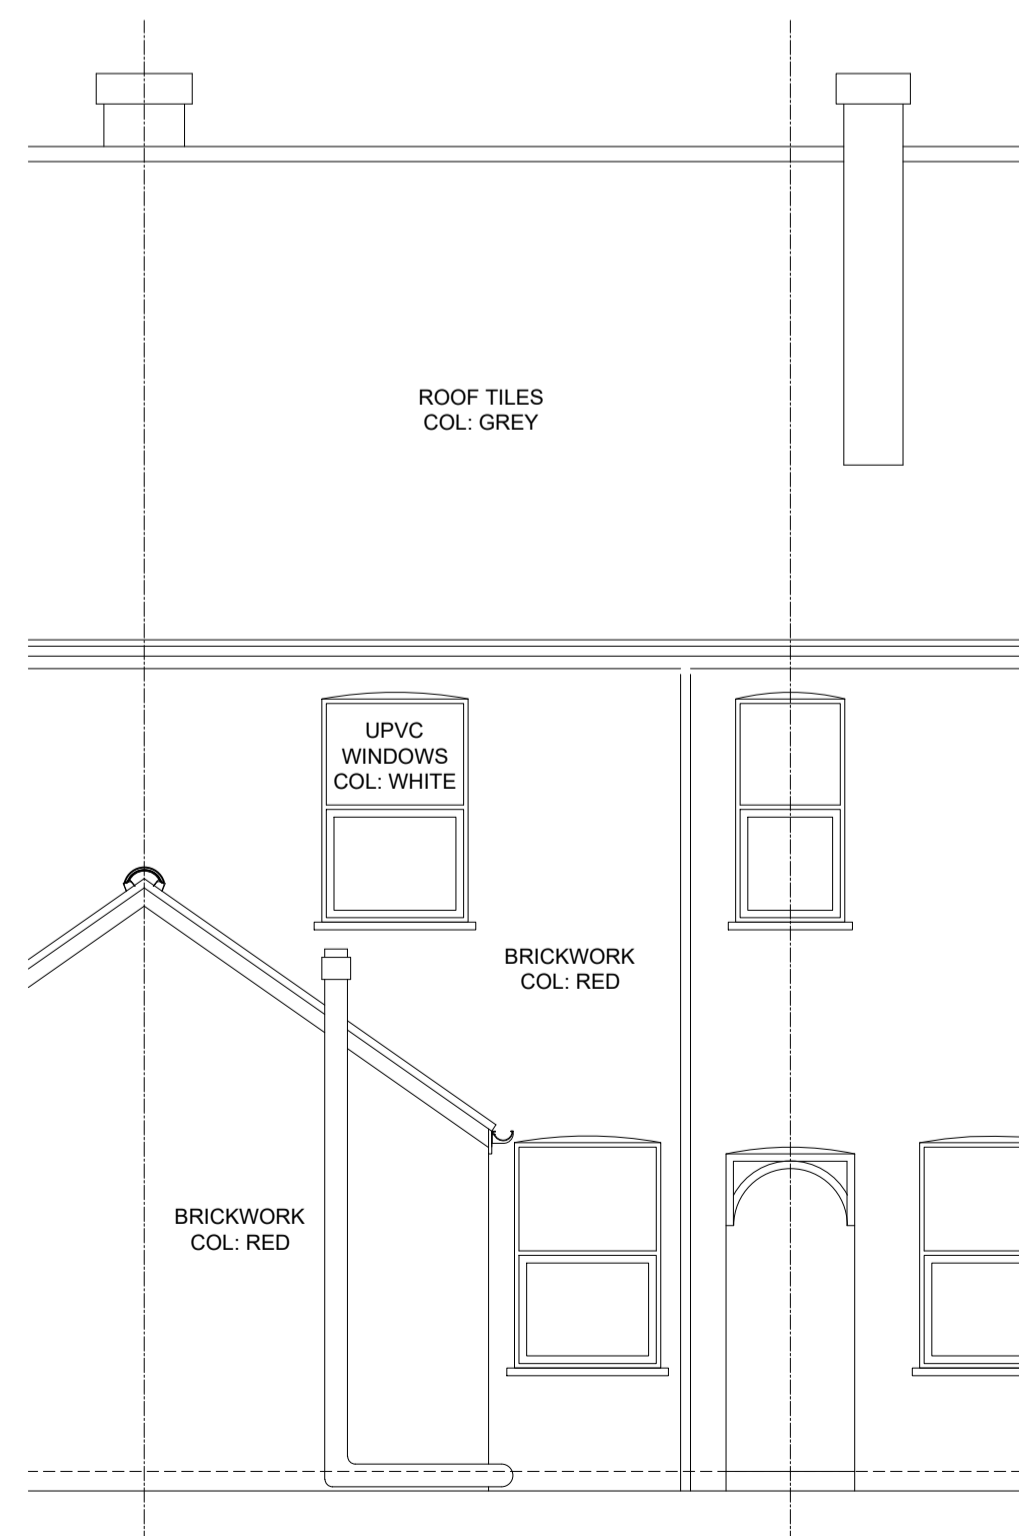 ROOF TILES
COL: GREY
UPVC
WINDOWS
COL: WHITE
BRICKWORK
COL: RED
BRICKWORK
COL: RED